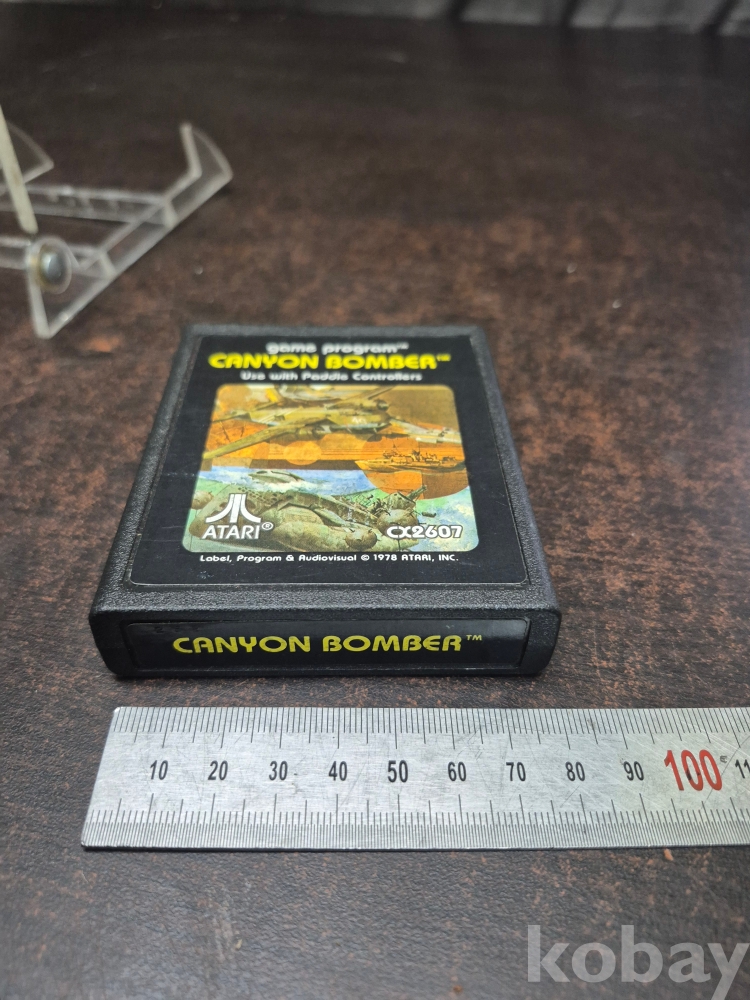 game program™
CANYON BOMBER™
Use with Paddle Controllers
ATARI®
CX2607
Label, Program & Audiovisual © 1978 ATARI, INC.
CANYON BOMBER™
10 20 30 40 50 60 70 80 90 100 11
kobay